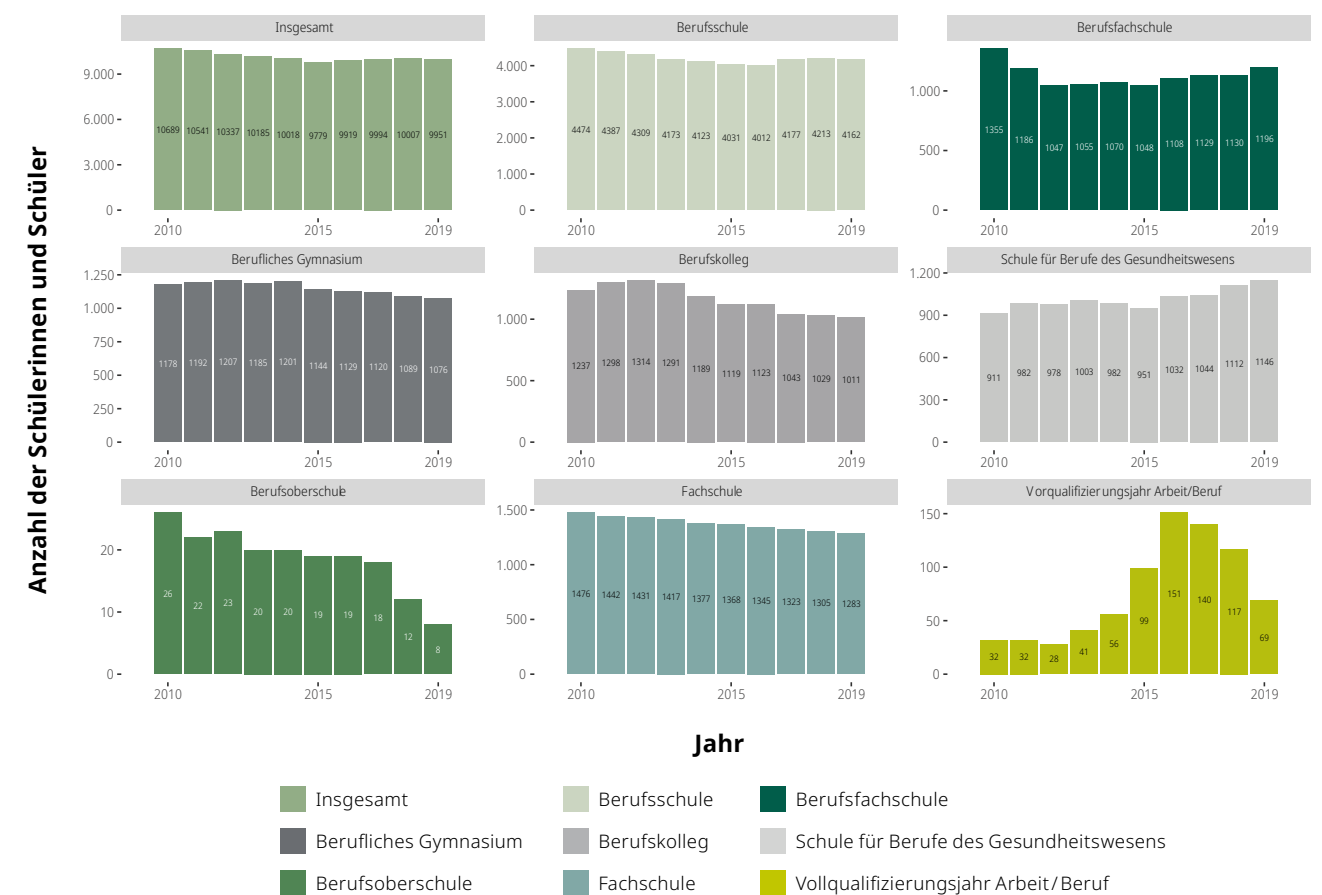 Anzahl der Schülerinnen und Schüler
Insgesamt
9.000
6.000
3.000
0
10689 10541 10337 10185 10018 9779 9919 9994 10007 9951
2010 2015 2019
Berufsschule
4.000
3.000
2.000
1.000
0
4474 4387 4309 4173 4123 4031 4012 4177 4213 4162
2010 2015 2019
Berufsfachschule
1.000
500
0
1355 1186 1047 1055 1070 1048 1108 1129 1130 1196
2010 2015 2019
Berufliches Gymnasium
1.250
1.000
750
500
250
0
1178 1192 1207 1185 1201 1144 1129 1120 1089 1076
2010 2015 2019
Berufskolleg
1.000
500
0
1237 1298 1314 1291 1189 1119 1123 1043 1029 1011
2010 2015 2019
Schule für Berufe des Gesundheitswesens
1.200
900
600
300
0
911 982 978 1003 982 951 1032 1044 1112 1146
2010 2015 2019
Berufsoberschule
20
10
0
26 22 23 20 20 19 19 18 12 8
2010 2015 2019
Fachschule
1.500
1.000
500
0
1476 1442 1431 1417 1377 1368 1345 1323 1305 1283
2010 2015 2019
Vorqualifizierungsjahr Arbeit/Beruf
150
100
50
0
32 32 28 41 56 99 151 140 117 69
2010 2015 2019
Jahr
Insgesamt
Berufsschule
Berufsfachschule
Berufliches Gymnasium
Berufskolleg
Schule für Berufe des Gesundheitswesens
Berufsoberschule
Fachschule
Vollqualifizierungsjahr Arbeit/Beruf